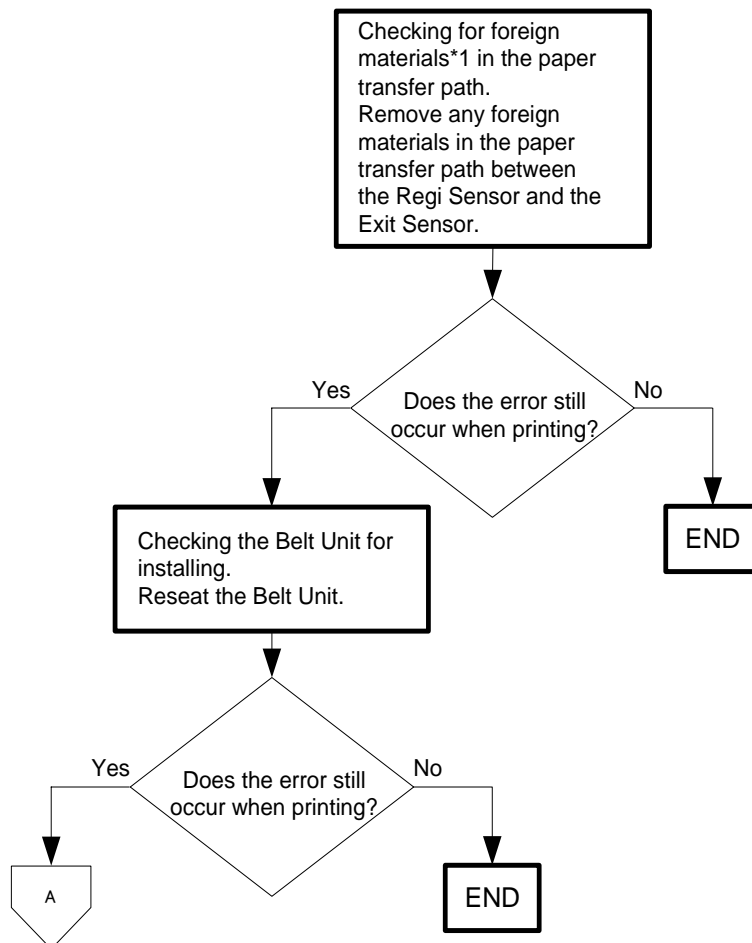 Checking for foreign
materials*1 in the paper
transfer path.
Remove any foreign
materials in the paper
transfer path between
the Regi Sensor and the
Exit Sensor.
Yes
No
Does the error still
occur when printing?
Checking the Belt Unit for
installing.
Reseat the Belt Unit.
END
Yes
No
Does the error still
occur when printing?
A
END